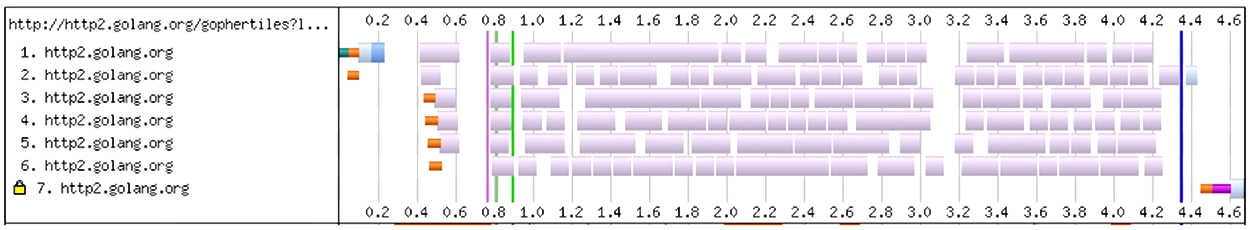 http://http2.golang.org/gophertiles?l...
0.2 0.4 0.6 0.8 1.0 1.2 1.4 1.6 1.8 2.0 2.2 2.4 2.6 2.8 3.0 3.2 3.4 3.6 3.8 4.0 4.2 4.4 4.6
1. http2.golang.org
2. http2.golang.org
3. http2.golang.org
4. http2.golang.org
5. http2.golang.org
6. http2.golang.org
7. http2.golang.org
0.2 0.4 0.6 0.8 1.0 1.2 1.4 1.6 1.8 2.0 2.2 2.4 2.6 2.8 3.0 3.2 3.4 3.6 3.8 4.0 4.2 4.4 4.6